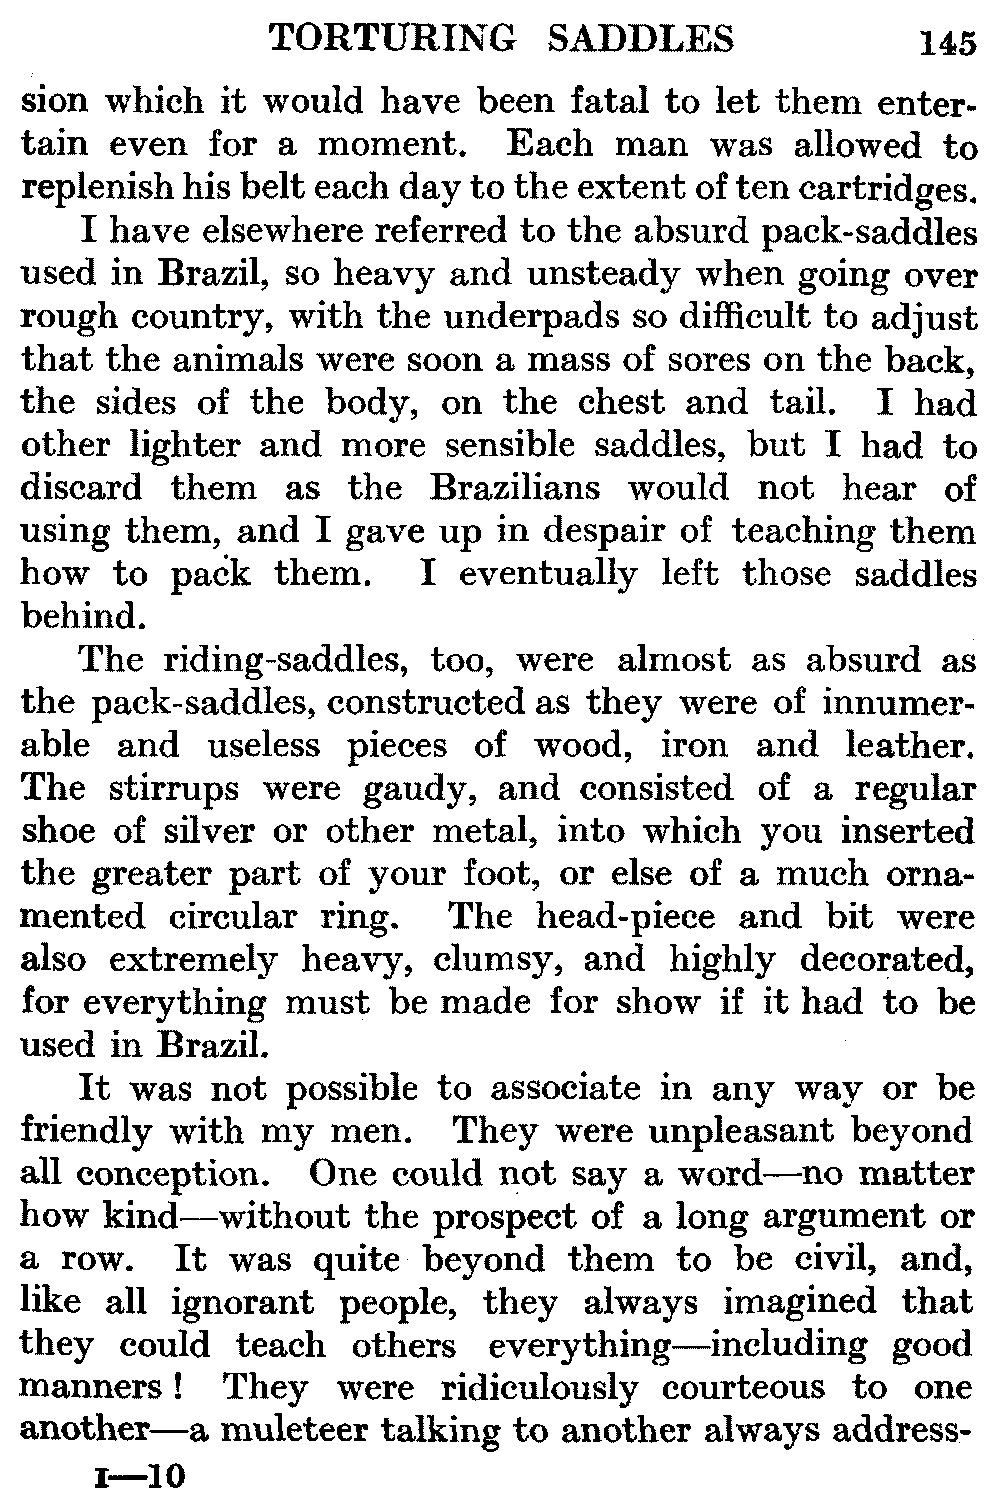 TORTURING SADDLES 145
sion which it would have been fatal to let them enter-
tain even for a moment. Each man was allowed to
replenish his belt each day to the extent of ten cartridges.
I have elsewhere referred to the absurd pack-saddles
used in Brazil, so heavy and unsteady when going over
rough country, with the underpads so difficult to adjust
that the animals were soon a mass of sores on the back,
the sides of the body, on the chest and tail. I had
other lighter and more sensible saddles, but I had to
discard them as the Brazilians would not hear of
using them, and I gave up in despair of teaching them
how to pack them. I eventually left those saddles
behind.
The riding-saddles, too, were almost as absurd as
the pack-saddles, constructed as they were of innumer-
able and useless pieces of wood, iron and leather.
The stirrups were gaudy, and consisted of a regular
shoe of silver or other metal, into which you inserted
the greater part of your foot, or else of a much orna-
mented circular ring. The head-piece and bit were
also extremely heavy, clumsy, and highly decorated,
for everything must be made for show if it had to be
used in Brazil.
It was not possible to associate in any way or be
friendly with my men. They were unpleasant beyond
all conception. One could not say a word—no matter
how kind—without the prospect of a long argument or
a row. It was quite beyond them to be civil, and,
like all ignorant people, they always imagined that
they could teach others everything—including good
manners! They were ridiculously courteous to one
another—a muleteer talking to another always address-
I—10